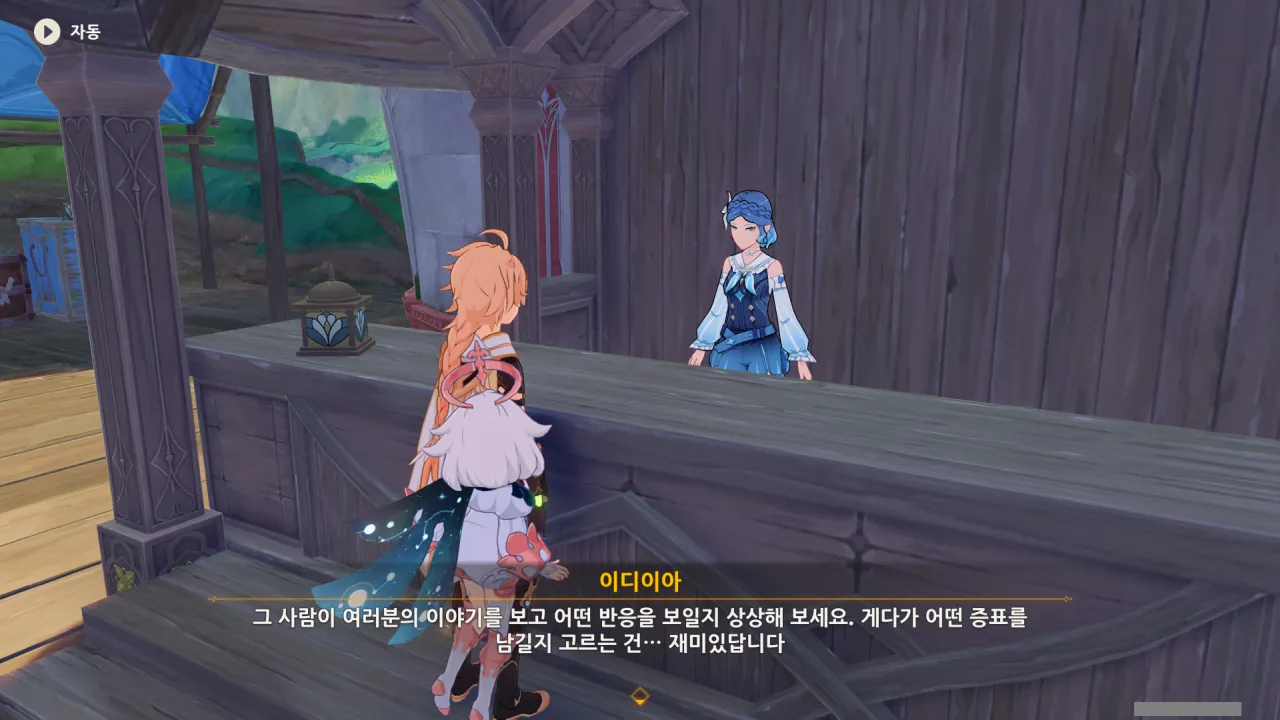 자동
이디이아
그 사람이 여러분의 이야기를 보고 어떤 반응을 보일지 상상해 보세요. 게다가 어떤 증표를
남길지 고르는 건… 재미있답니다